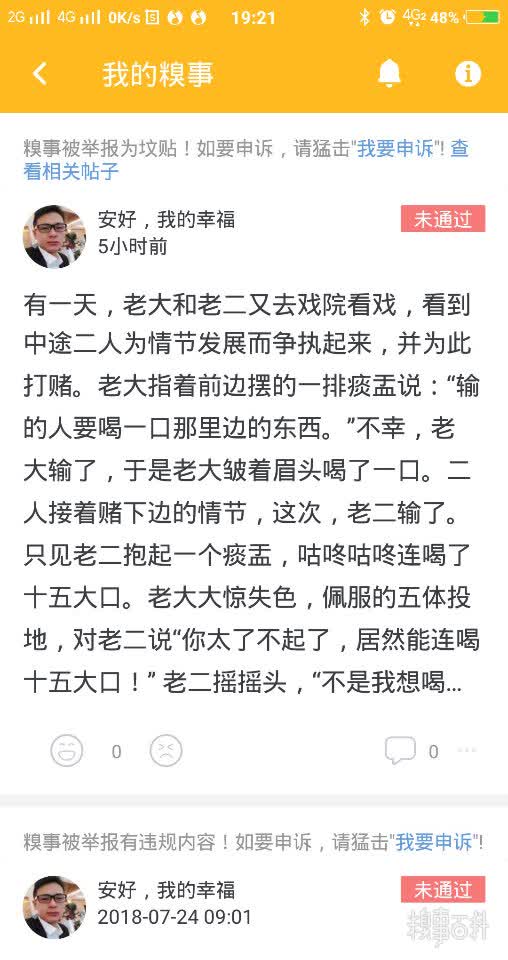 2G 4G 0K/s S 19:21 4G2 48%
我的糗事
糗事被举报为坟贴！如要申诉，请猛击"我要申诉"! 查
看相关帖子
安好，我的幸福 未通过
5小时前
有一天，老大和老二又去戏院看戏，看到
中途二人为情节发展而争执起来，并为此
打赌。老大指着前边摆的一排痰盂说：“输
的人要喝一口那里边的东西。”不幸，老
大输了，于是老大皱着眉头喝了一口。二
人接着赌下边的情节，这次，老二输了。
只见老二抱起一个痰盂，咕咚咕咚连喝了
十五大口。老大大惊失色，佩服的五体投
地，对老二说“你太了不起了，居然能连喝
十五大口！” 老二摇摇头，“不是我想喝...
0 0
糗事被举报有违规内容！如要申诉，请猛击"我要申诉"!
安好，我的幸福 未通过
2018-07-24 09:01
糗事百科